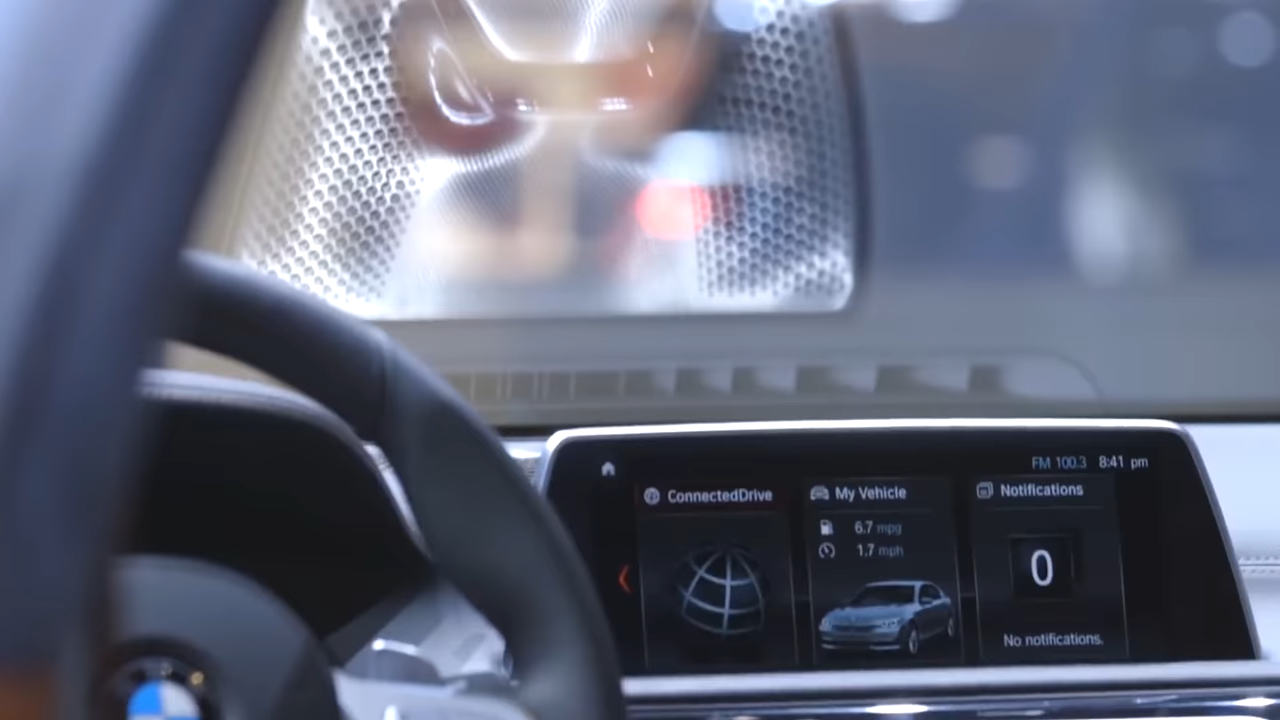 FM 100.3 8:41 pm
ConnectedDrive
My Vehicle
6.7 mpg
1.7 mph
Notifications
0
No notifications.